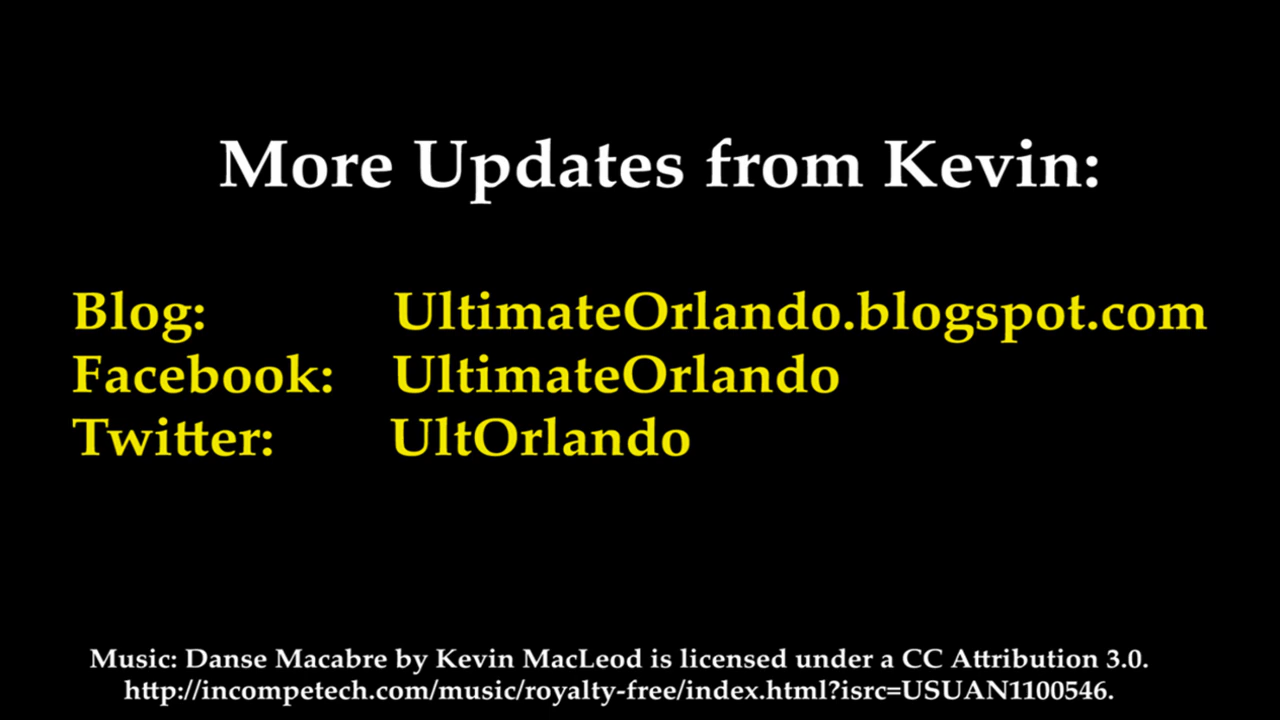 More Updates from Kevin:
Blog: UltimateOrlando.blogspot.com
Facebook: UltimateOrlando
Twitter: UltOrlando
Music: Danse Macabre by Kevin MacLeod is licensed under a CC Attribution 3.0.
http://incompetech.com/music/royalty-free/index.html?isrc=USUAN1100546.